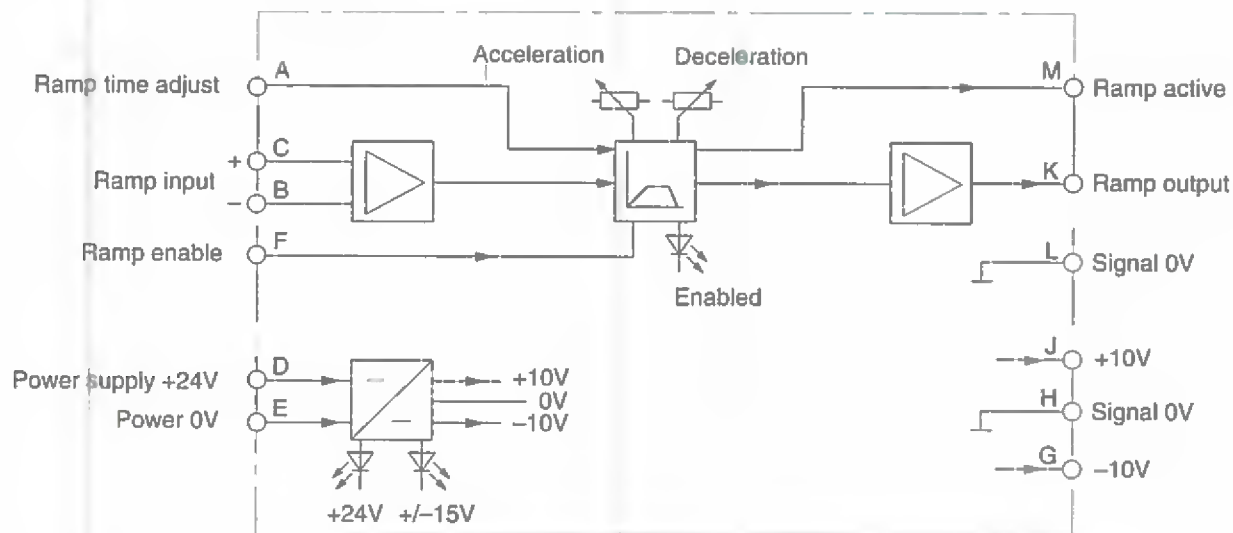 Acceleration Deceleration
Ramp time adjust A M Ramp active
+ C
Ramp input K Ramp output
– B
Ramp enable F L Signal 0V
Enabled
Power supply +24V D +10V J +10V
0V
Power 0V E –10V H Signal 0V
G –10V
+24V +/–15V